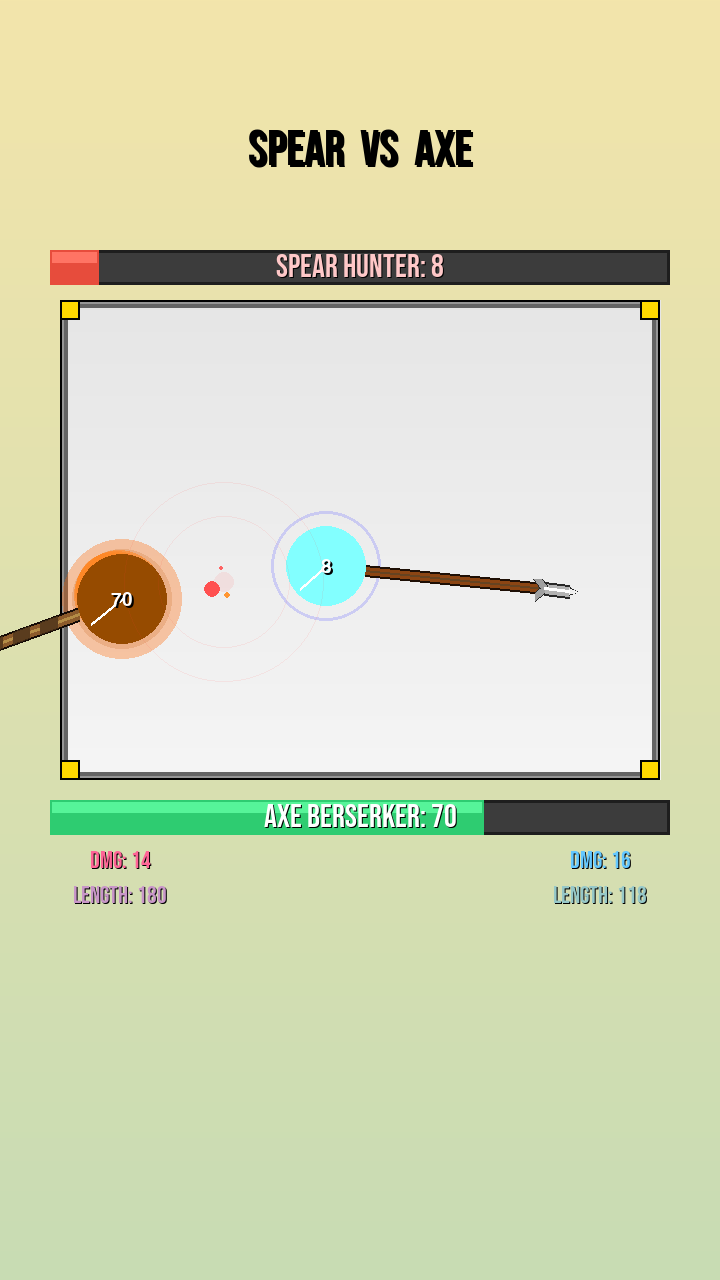 SPEAR VS AXE
SPEAR HUNTER: 8
8
70
AXE BERSERKER: 70
DMG: 14
DMG: 16
LENGTH: 180
LENGTH: 118